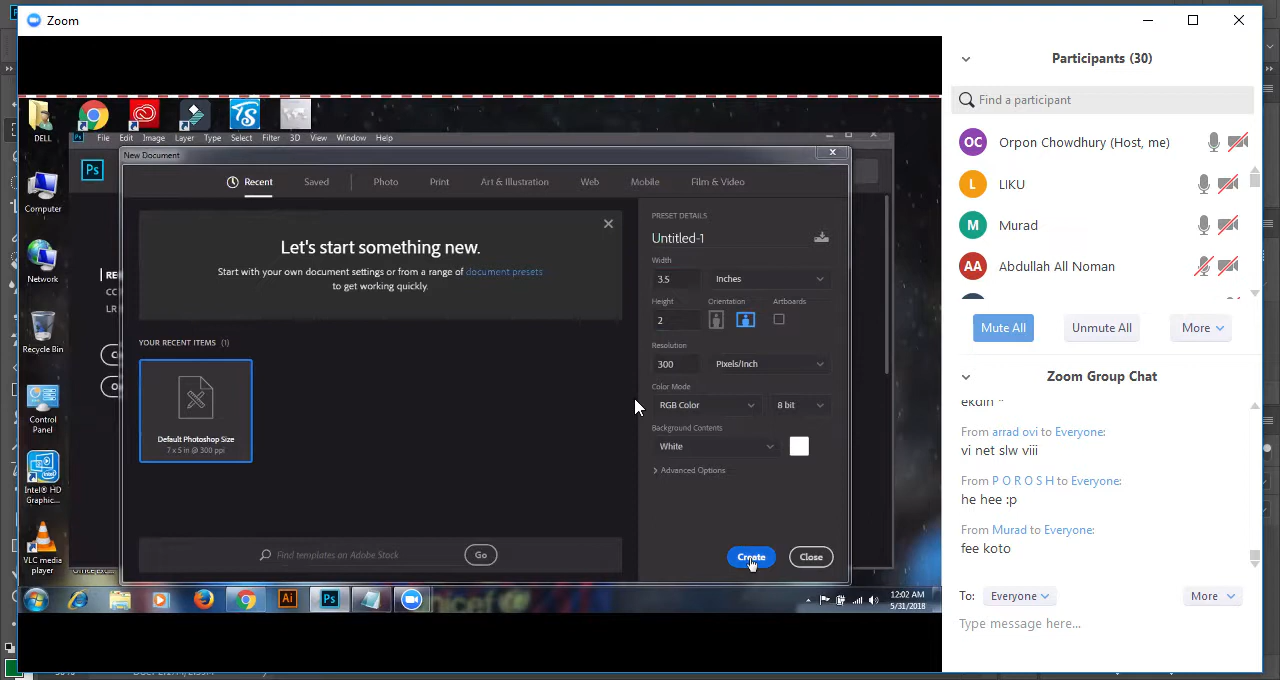 Zoom
DELL
Computer
Network
Recycle Bin
Control
Panel
Intel® HD
Graphic...
VLC media
player
Ps
File Edit Image Layer Type Select Filter 3D View Window Help
New Document
Ps
Recent Saved Photo Print Art & Illustration Web Mobile Film & Video
Let's start something new.
Start with your own document settings or from a range of document presets
to get working quickly.
YOUR RECENT ITEMS (1)
Default Photoshop Size
7 x 5 in @ 300 ppi
Find templates on Adobe Stock Go
PRESET DETAILS
Untitled-1
Width
3.5 Inches
Height Orientation Artboards
2
Resolution
300 Pixels/Inch
Color Mode
RGB Color 8 bit
Background Contents
White
Advanced Options
Create Close
Ai Ps
12:02 AM
5/31/2018
Participants (30)
Find a participant
OC Orpon Chowdhury (Host, me)
L LIKU
M Murad
AA Abdullah All Noman
Mute All Unmute All More
Zoom Group Chat
From arrad ovi to Everyone:
vi net slw viii
From P O R O S H to Everyone:
he hee :p
From Murad to Everyone:
fee koto
To: Everyone More
Type message here...